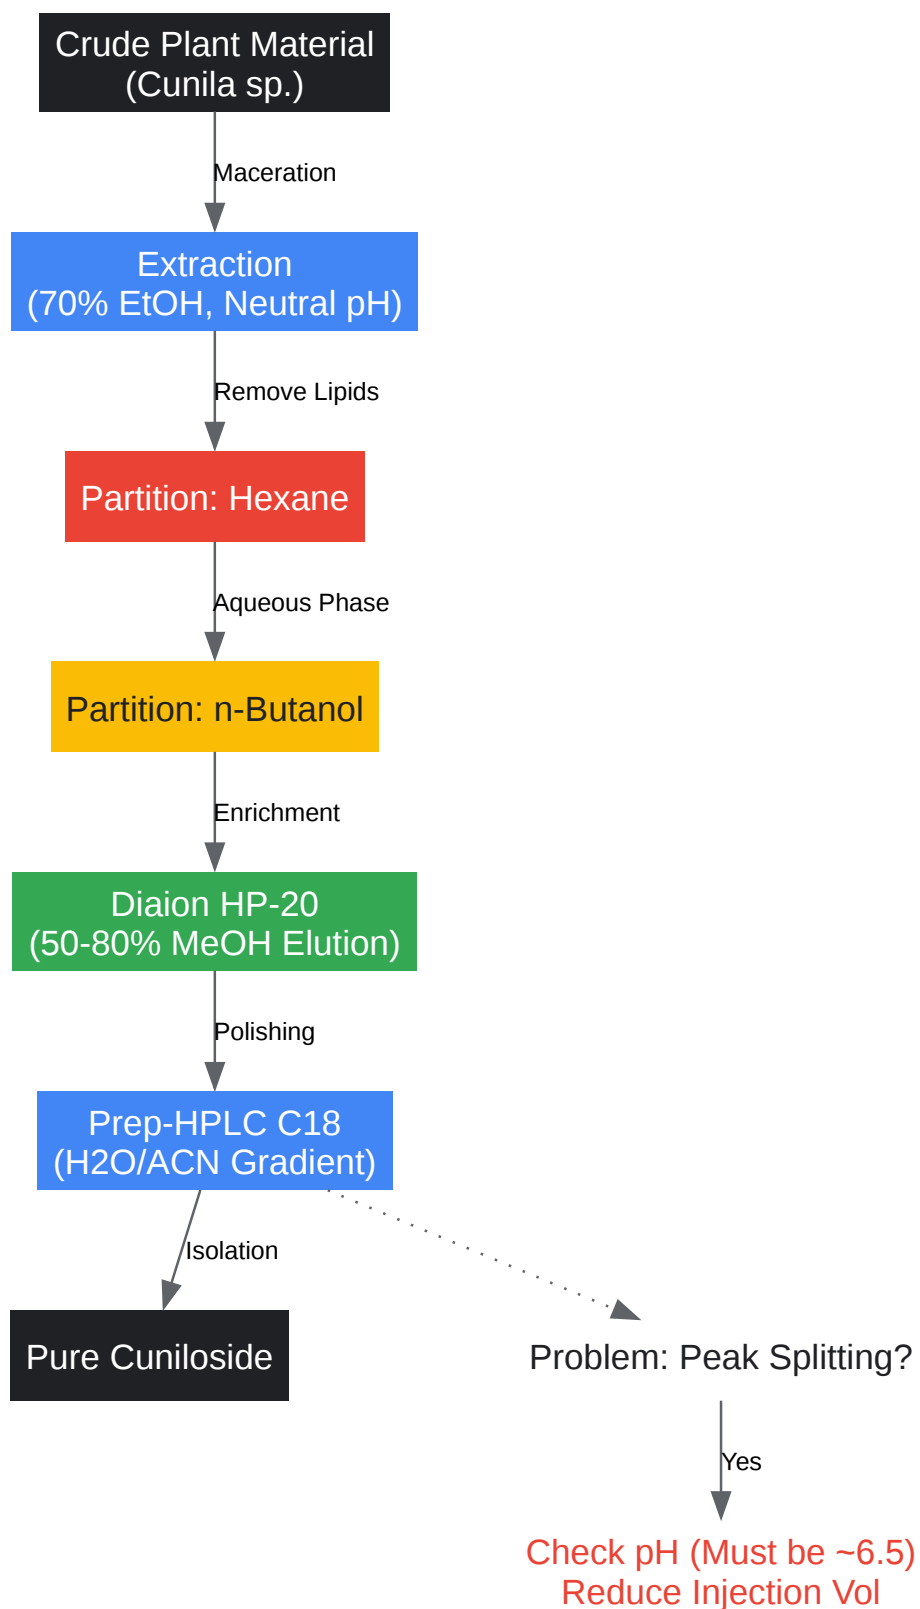 Crude Plant Material
(Cunila sp.)
Maceration
Extraction
(70% EtOH, Neutral pH)
Remove Lipids
Partition: Hexane
Aqueous Phase
Partition: n-Butanol
Enrichment
Diaion HP-20
(50-80% MeOH Elution)
Polishing
Prep-HPLC C18
(H2O/ACN Gradient)
Isolation
Pure Cuniloside
Problem: Peak Splitting?
Yes
Check pH (Must be ~6.5)
Reduce Injection Vol